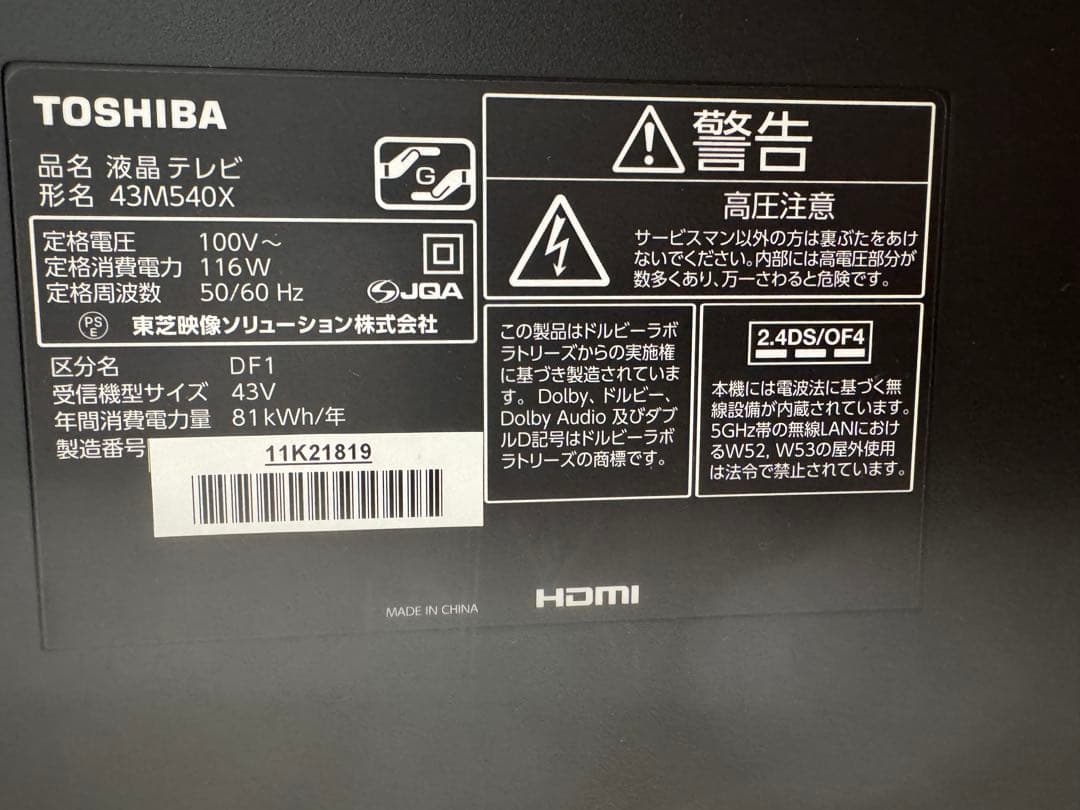 TOSHIBA
品名 液晶テレビ
形名 43M540X
G
定格電圧 100V～
定格消費電力 116W
定格周波数 50/60 Hz
JQA
PS
E
東芝映像ソリューション株式会社
区分名 DF1
受信機型サイズ 43V
年間消費電力量 81kWh/年
製造番号
11K21819
MADE IN CHINA
警告
高圧注意
サービスマン以外の方は裏ぶたをあけ
ないでください。内部には高電圧部分が
数多くあり、万一さわると危険です。
この製品はドルビーラボ
ラトリーズからの実施権
に基づき製造されていま
す。Dolby、ドルビー、
Dolby Audio 及びダブ
ルD記号はドルビーラボ
ラトリーズの商標です。
2.4DS/OF4
本機には電波法に基づく無
線設備が内蔵されています。
5GHz帯の無線LANにおけ
るW52, W53の屋外使用
は法令で禁止されています。
HDMI